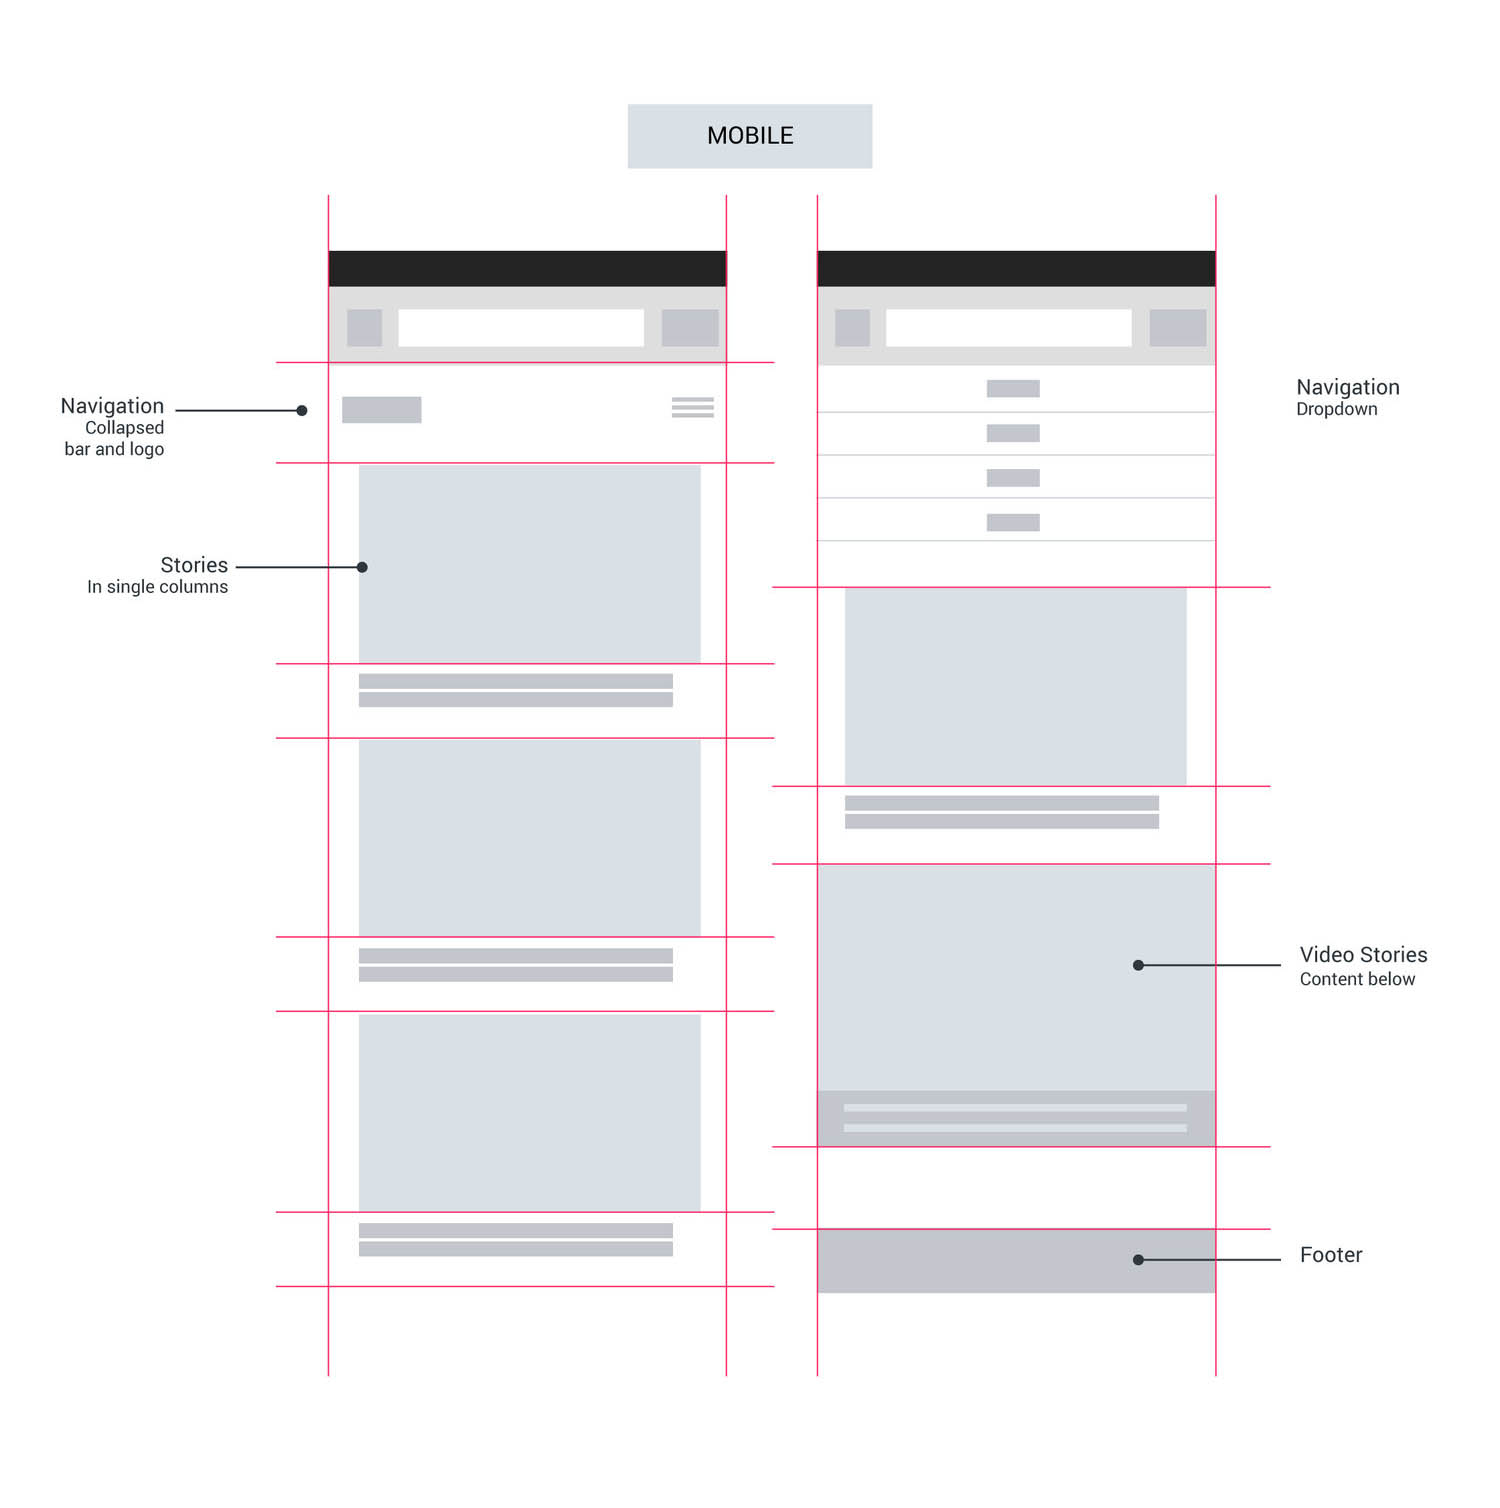 MOBILE
Navigation
Collapsed
bar and logo
Stories
In single columns
Navigation
Dropdown
Video Stories
Content below
Footer